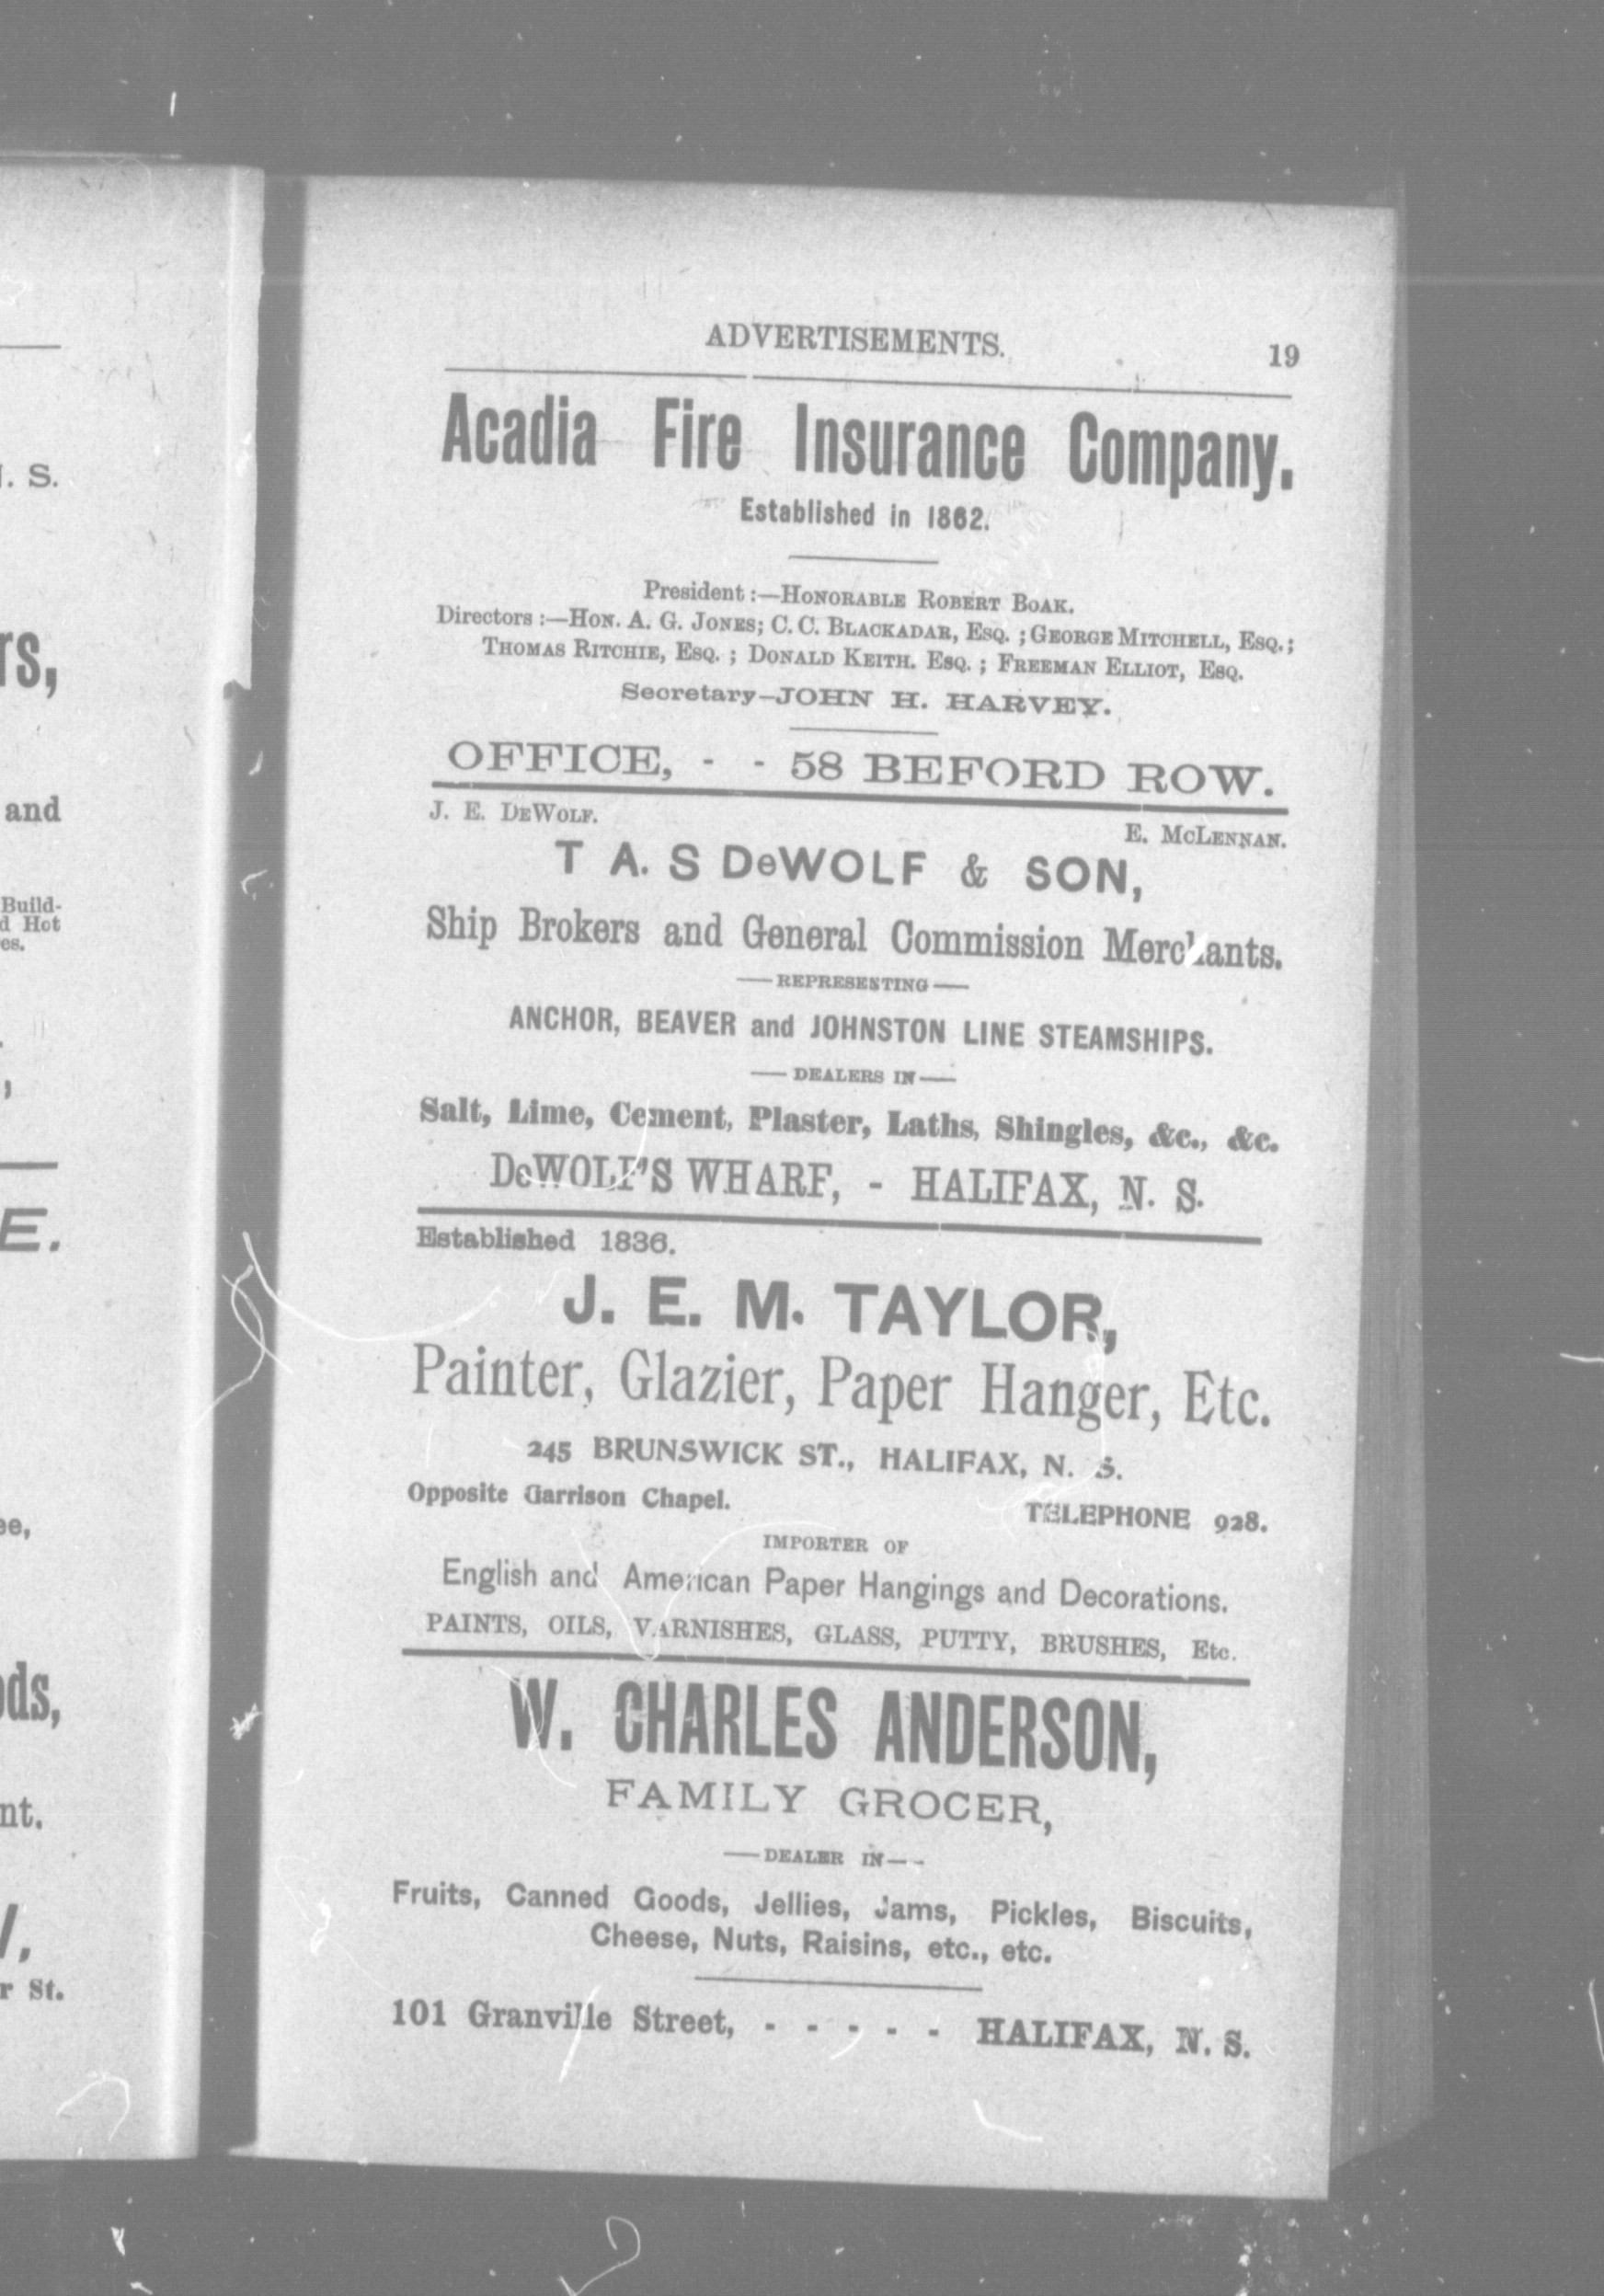 ADVERTISEMENTS. 19
Acadia Fire Insurance Company.
Established in 1862.
President :—HONORABLE ROBERT BOAK.
Directors :—HON. A. G. JONES; C. C. BLACKADAR, ESQ. ; GEORGE MITCHELL, ESQ. ;
THOMAS RITCHIE, ESQ. ; DONALD KEITH. ESQ. ; FREEMAN ELLIOT, ESQ.
Secretary—JOHN H. HARVEY.
OFFICE, - - 58 BEFORD ROW.
J. E. DEWOLF. E. MCLENNAN.
T A. S DeWOLF & SON,
Ship Brokers and General Commission Merchants.
—REPRESENTING—
ANCHOR, BEAVER and JOHNSTON LINE STEAMSHIPS.
—DEALERS IN—
Salt, Lime, Cement, Plaster, Laths, Shingles, &c., &c.
DeWOLF'S WHARF, - HALIFAX, N. S.
Established 1836.
J. E. M. TAYLOR,
Painter, Glazier, Paper Hanger, Etc.
245 BRUNSWICK ST., HALIFAX, N. S.
Opposite Garrison Chapel. TELEPHONE 928.
IMPORTER OF
English and American Paper Hangings and Decorations.
PAINTS, OILS, VARNISHES, GLASS, PUTTY, BRUSHES, Etc.
W. CHARLES ANDERSON,
FAMILY GROCER,
—DEALER IN—-
Fruits, Canned Goods, Jellies, Jams, Pickles, Biscuits,
Cheese, Nuts, Raisins, etc., etc.
101 Granville Street, - - - - - HALIFAX, N. S.